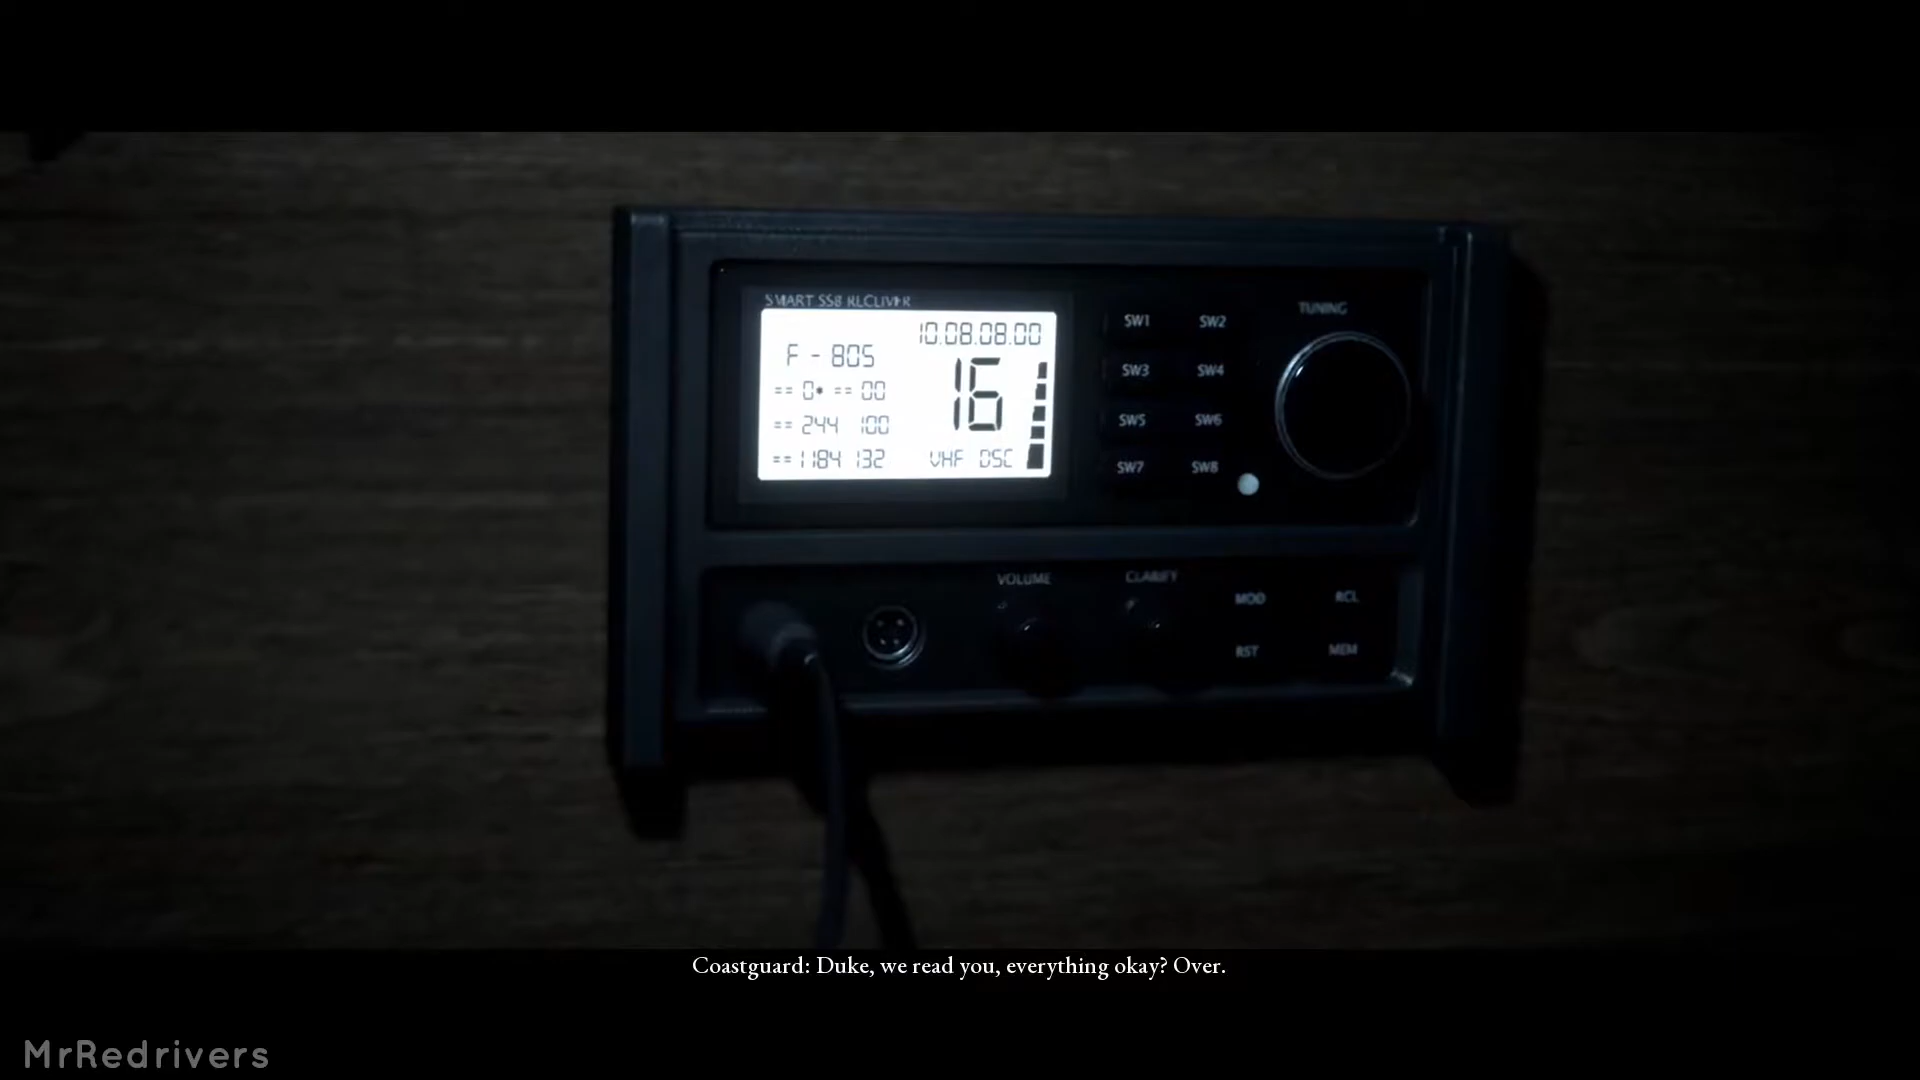 SMART SSB RECLIVER
10.08.08.00
F - 805
16
== 0* == 00
== 244 100
==1184 132
VHF DSC
SW1 SW2
SW3 SW4
SW5 SW6
SW7 SW8
TUNING
VOLUME
CLARIFY
MOD RCL
RST MEM
Coastguard: Duke, we read you, everything okay? Over.
MrRedrivers